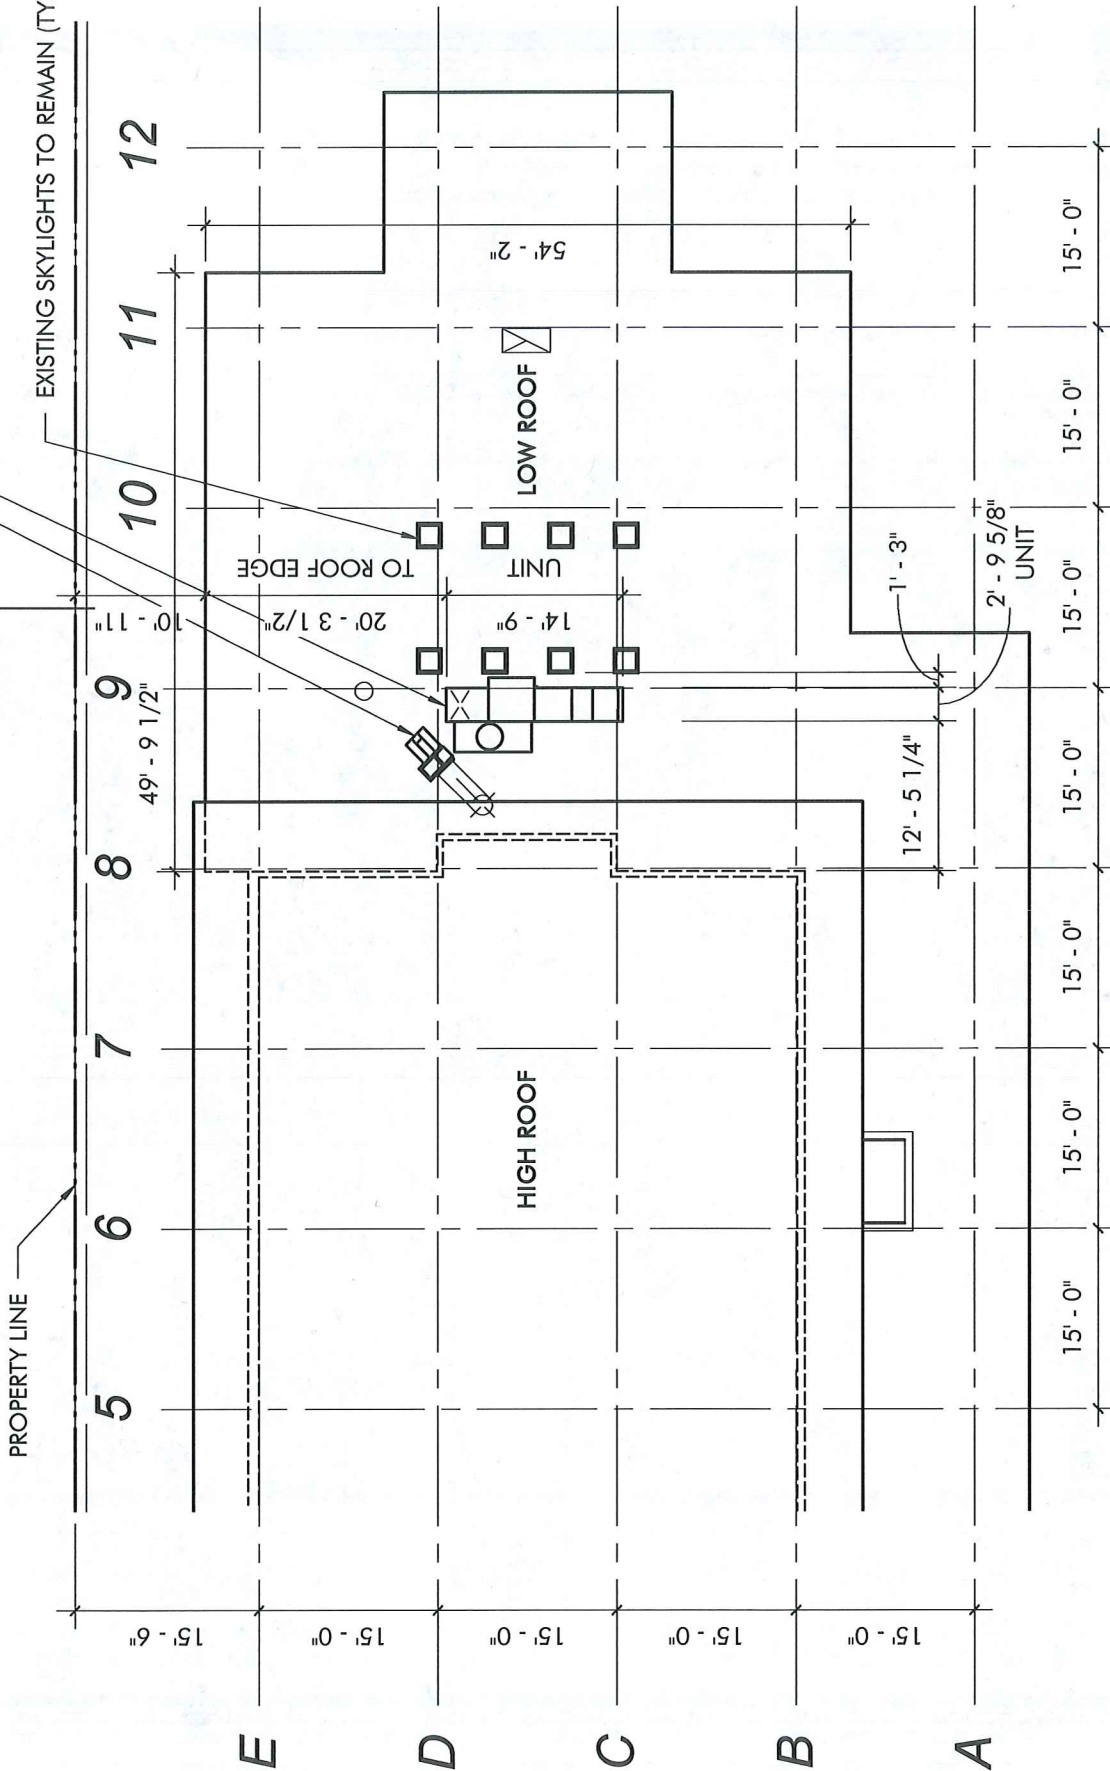 PROPERTY LINE
EXISTING SKYLIGHTS TO REMAIN (TY
5
6
7
8
9
10
11
12
49' - 9 1/2"
10' - 11"
20' - 3 1/2"
TO ROOF EDGE
14' - 9"
UNIT
54' - 2"
LOW ROOF
HIGH ROOF
12' - 5 1/4"
1' - 3"
2' - 9 5/8"
UNIT
15' - 0"
15' - 0"
15' - 0"
15' - 0"
15' - 0"
15' - 0"
15' - 0"
15' - 6"
15' - 0"
15' - 0"
15' - 0"
15' - 0"
E
D
C
B
A